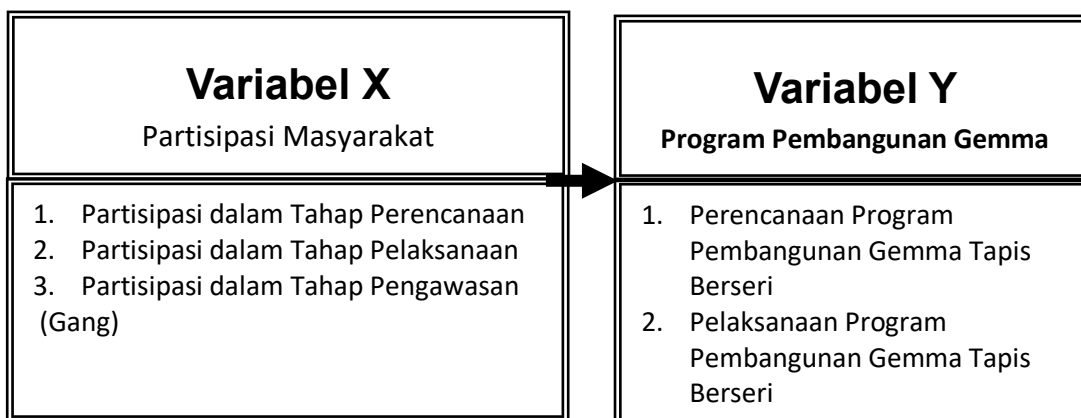 Variabel X
Partisipasi Masyarakat
1. Partisipasi dalam Tahap Perencanaan
2. Partisipasi dalam Tahap Pelaksanaan
3. Partisipasi dalam Tahap Pengawasan
(Gang)
Variabel Y
Program Pembangunan Gemma
1. Perencanaan Program
Pembangunan Gemma Tapis
Berseri
2. Pelaksanaan Program
Pembangunan Gemma Tapis
Berseri